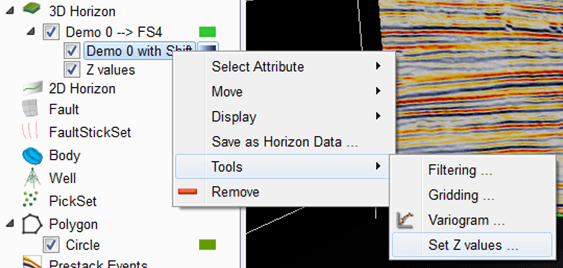 3D Horizon
Demo 0 --> FS4
Demo 0 with Shift
Z values
2D Horizon
Fault
FaultStickSet
Body
Well
PickSet
Polygon
Circle
Prestack Events
Select Attribute
Move
Display
Save as Horizon Data ...
Tools
Remove
Filtering ...
Gridding ...
Variogram ...
Set Z values ...